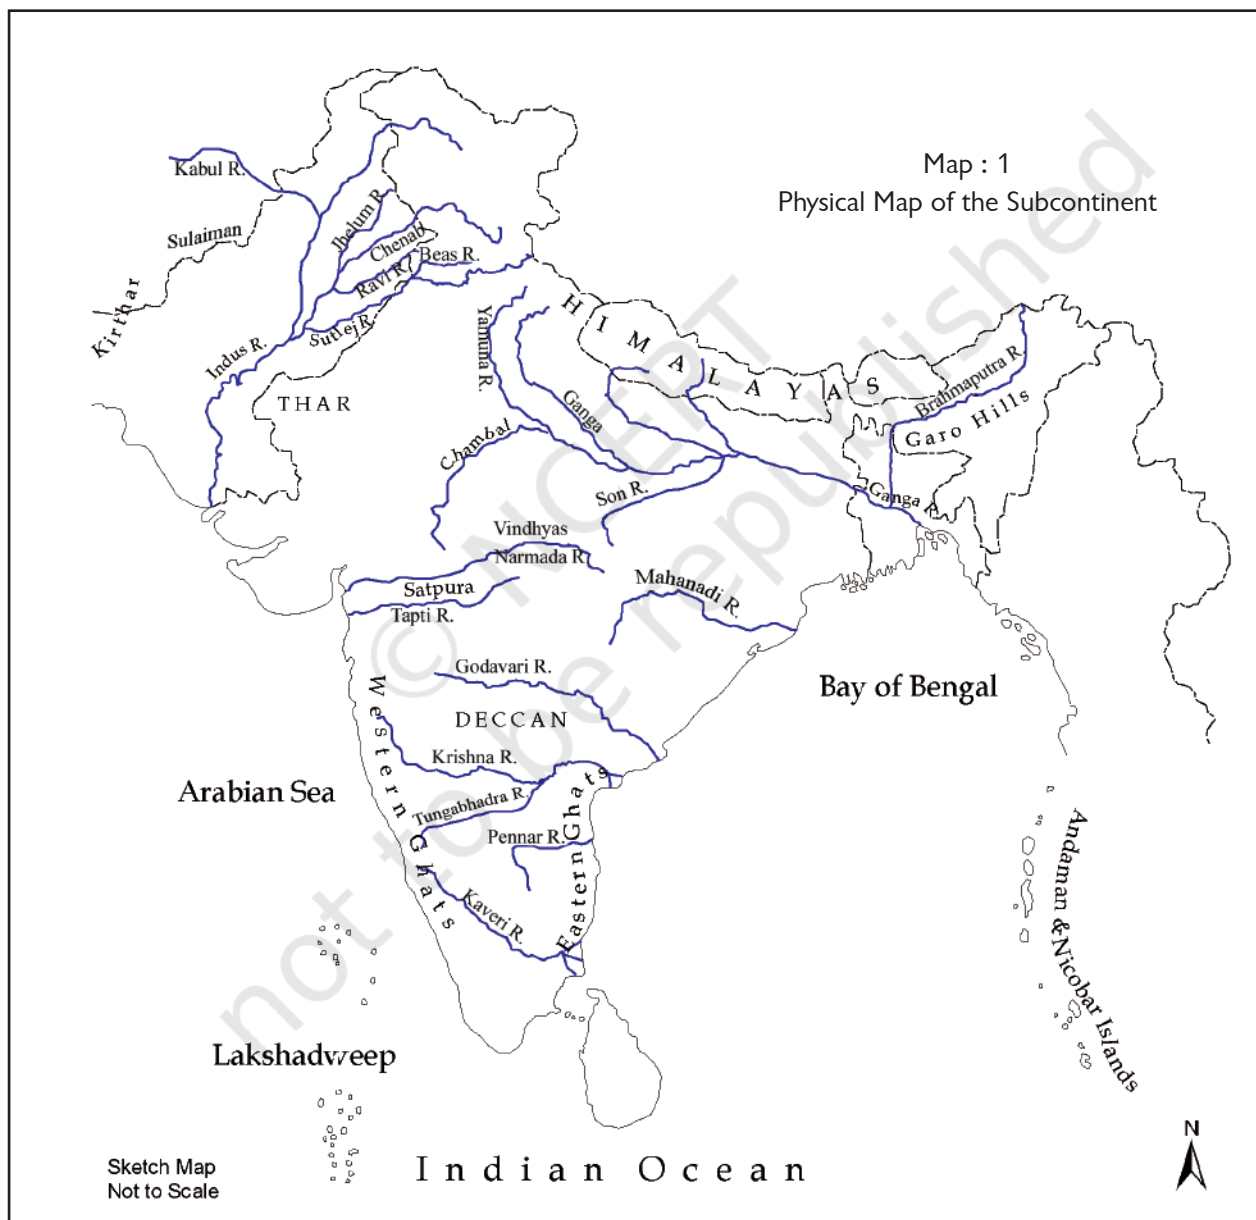 Map : 1
Physical Map of the Subcontinent
Kabul R.
Sulaiman
Kirthar
Jhelum R.
Chenab
Ravi R.
Beas R.
Sutlej R.
Indus R.
THAR
HIMALAYAS
Yamuna R.
Ganga
Chambal
Son R.
Brahmaputra R.
Garo Hills
Ganga R.
Vindhyas
Narmada R.
Satpura
Tapti R.
Mahanadi R.
Godavari R.
DECCAN
Krishna R.
Tungabhadra R.
Pennar R.
Kaveri R.
Western Ghats
Eastern Ghats
Arabian Sea
Bay of Bengal
Andaman & Nicobar Islands
Lakshadweep
Indian Ocean
Sketch Map
Not to Scale
N
© NCERT
not to be republished